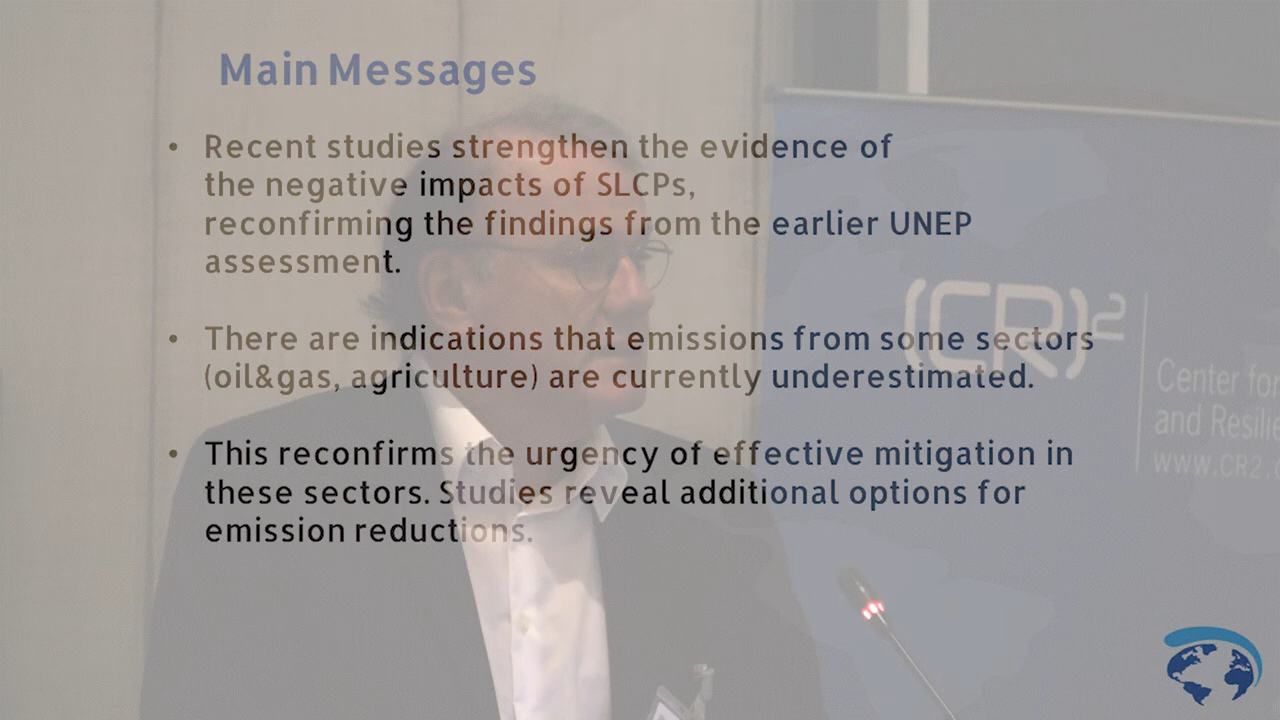 Main Messages
• Recent studies strengthen the evidence of
the negative impacts of SLCPs,
reconfirming the findings from the earlier UNEP
assessment.
• There are indications that emissions from some sectors
(oil&gas, agriculture) are currently underestimated.
• This reconfirms the urgency of effective mitigation in
these sectors. Studies reveal additional options for
emission reductions.
(CR)2
Center for
and
www.CR2.